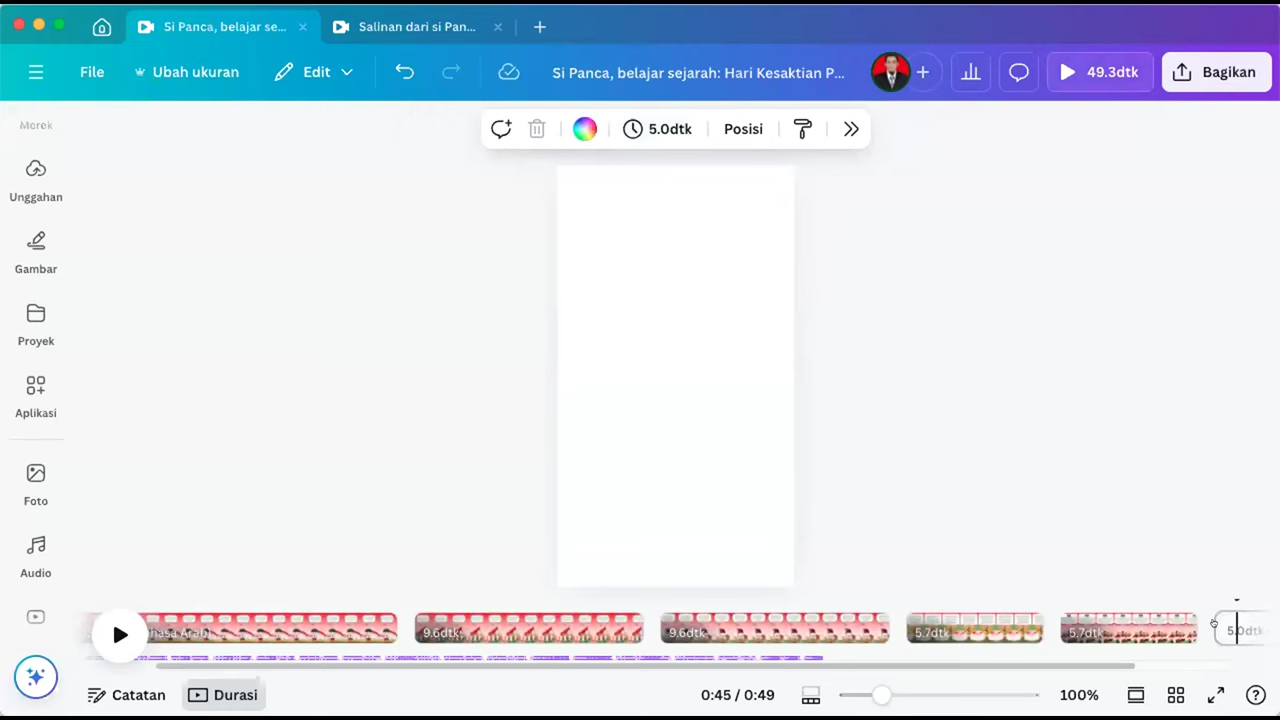 Si Panca, belajar se...
Salinan dari si Pan...
File
Ubah ukuran
Edit
Si Panca, belajar sejarah: Hari Kesaktian P...
49.3dtk
Bagikan
5.0dtk
Posisi
Merek
Unggahan
Gambar
Proyek
Aplikasi
Foto
Audio
9.6dtk
9.6dtk
5.7dtk
5.7dtk
5.0dtk
Catatan
Durasi
0:45 / 0:49
100%